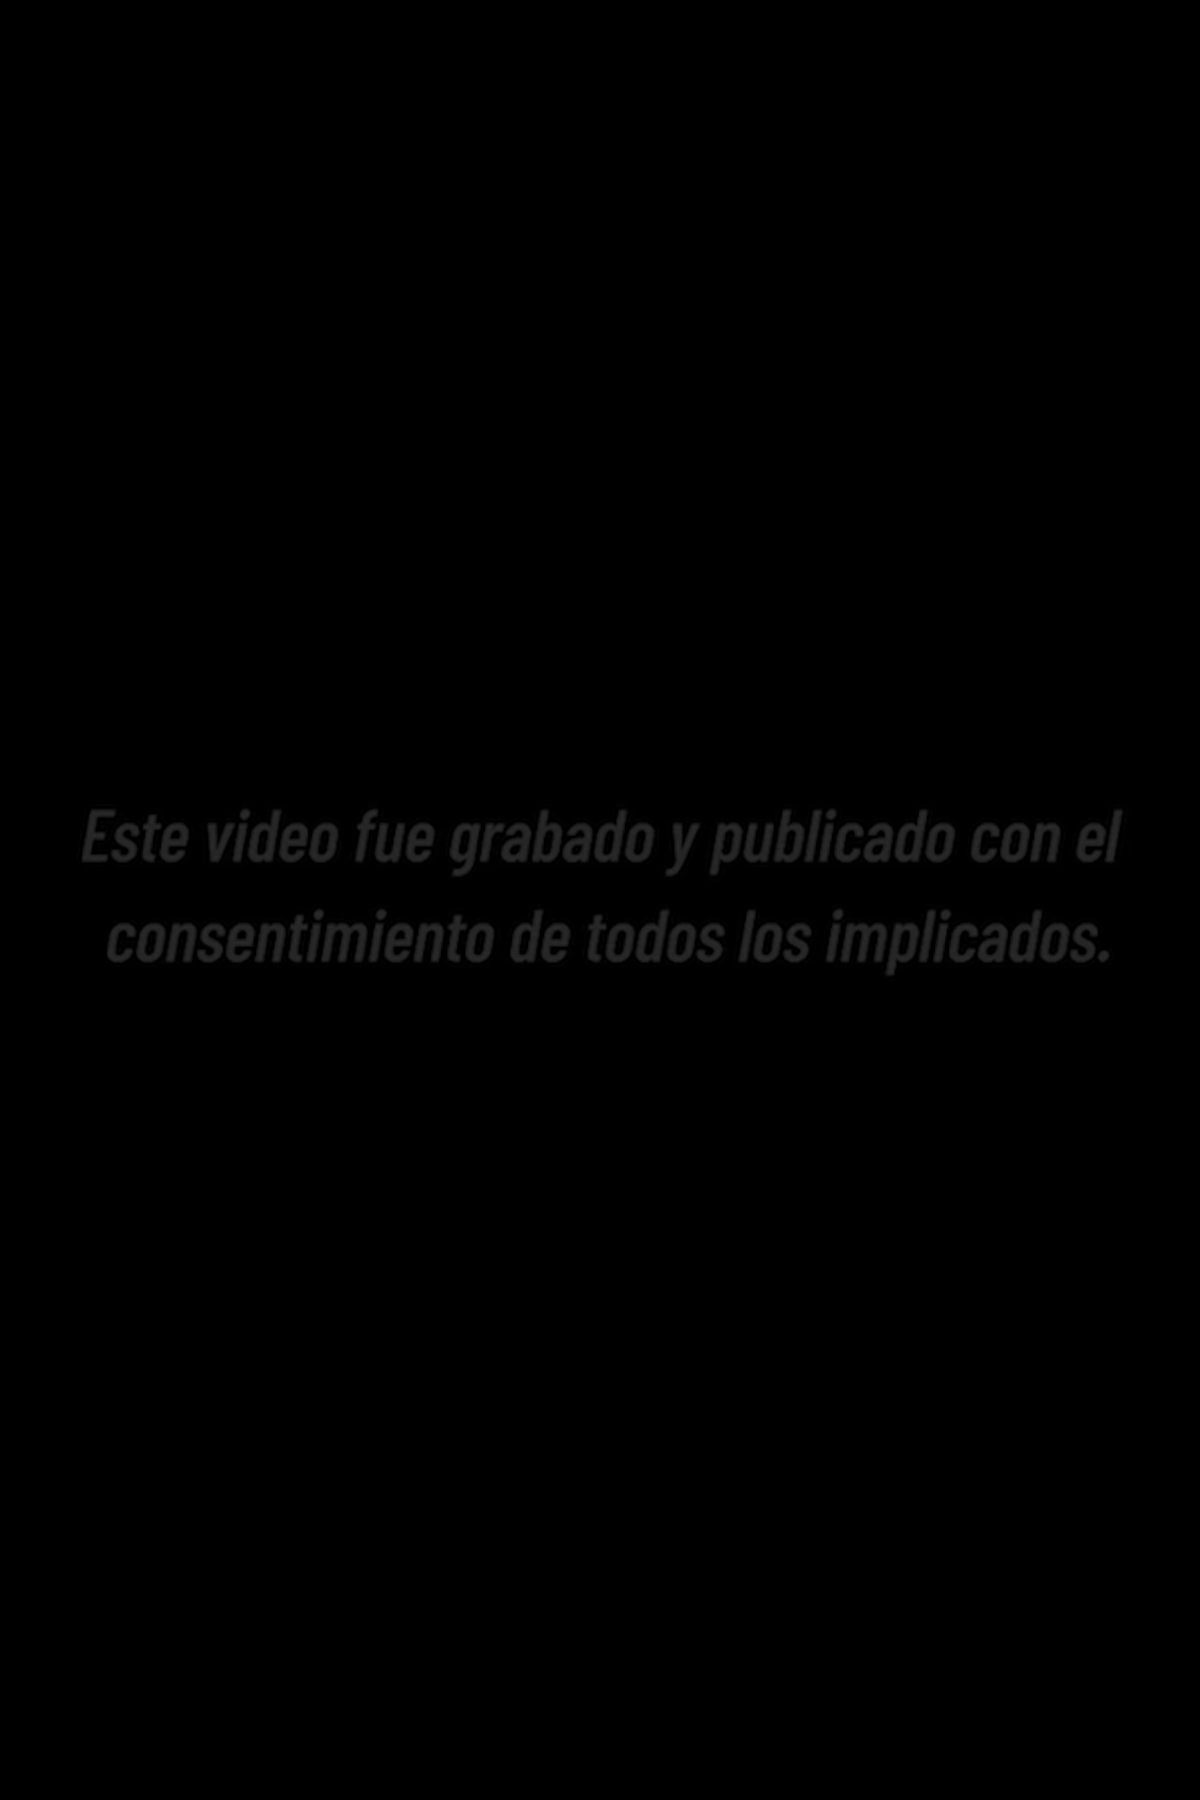 Este video fue grabado y publicado con el
consentimiento de todos los implicados.